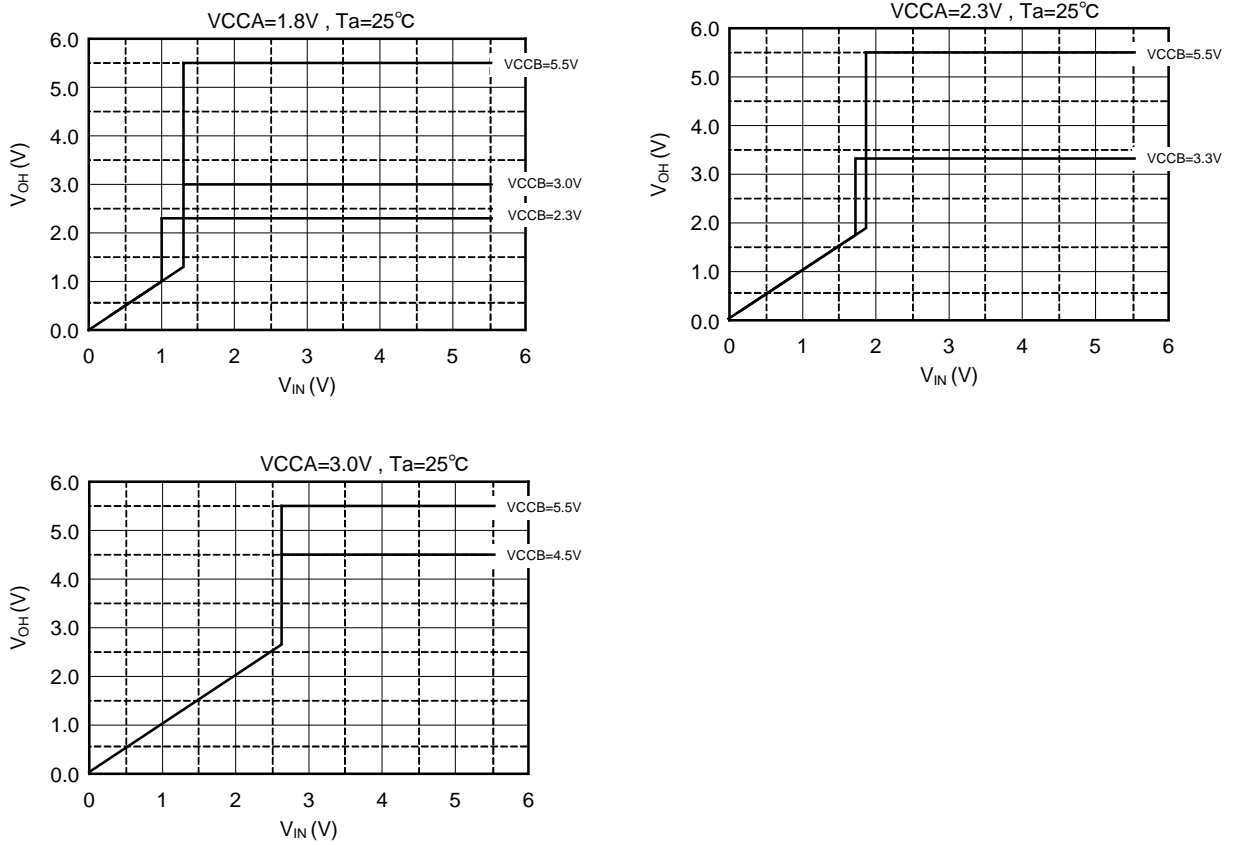 VCCA=1.8V , Ta=25℃
6.0
5.0
4.0
3.0
2.0
1.0
0.0
VOH (V)
VCCB=5.5V
VCCB=3.0V
VCCB=2.3V
0 1 2 3 4 5 6
VIN (V)
VCCA=2.3V , Ta=25℃
6.0
5.0
4.0
3.0
2.0
1.0
0.0
VOH (V)
VCCB=5.5V
VCCB=3.3V
0 1 2 3 4 5 6
VIN (V)
VCCA=3.0V , Ta=25℃
6.0
5.0
4.0
3.0
2.0
1.0
0.0
VOH (V)
VCCB=5.5V
VCCB=4.5V
0 1 2 3 4 5 6
VIN (V)